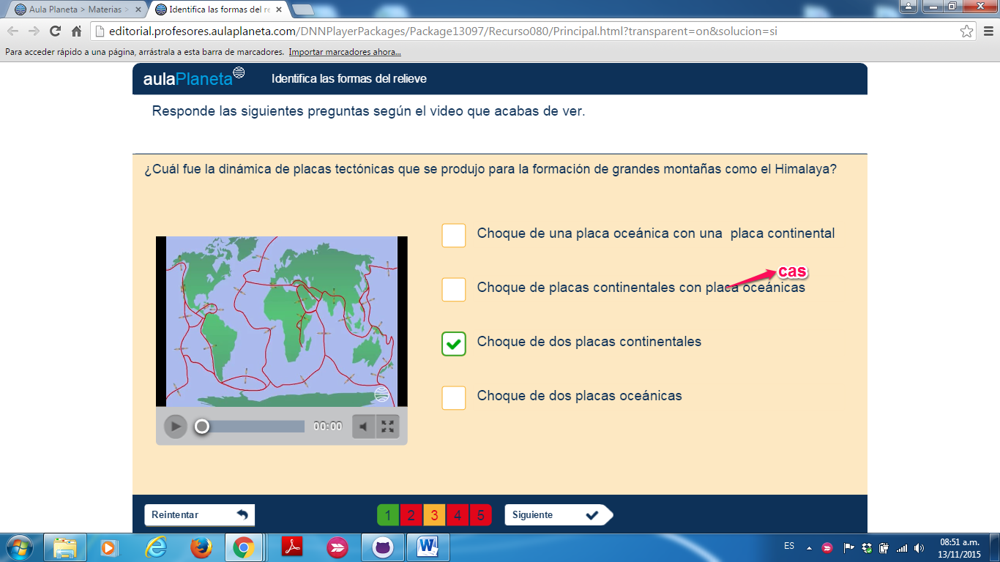 Aula Planeta > Materias >
Identifica las formas del re
editorial.profesores.aulaplaneta.com/DNNPlayerPackages/Package13097/Recurso080/Principal.html?transparent=on&solucion=si
Para acceder rápido a una página, arrástrala a esta barra de marcadores. Importar marcadores ahora...
aulaPlaneta Identifica las formas del relieve
Responde las siguientes preguntas según el video que acabas de ver.
¿Cuál fue la dinámica de placas tectónicas que se produjo para la formación de grandes montañas como el Himalaya?
Choque de una placa oceánica con una  placa continental
cas
Choque de placas continentales con placa oceánicas
Choque de dos placas continentales
Choque de dos placas oceánicas
00:00
Reintentar
1 2 3 4 5
Siguiente
ES
08:51 a.m.
13/11/2015